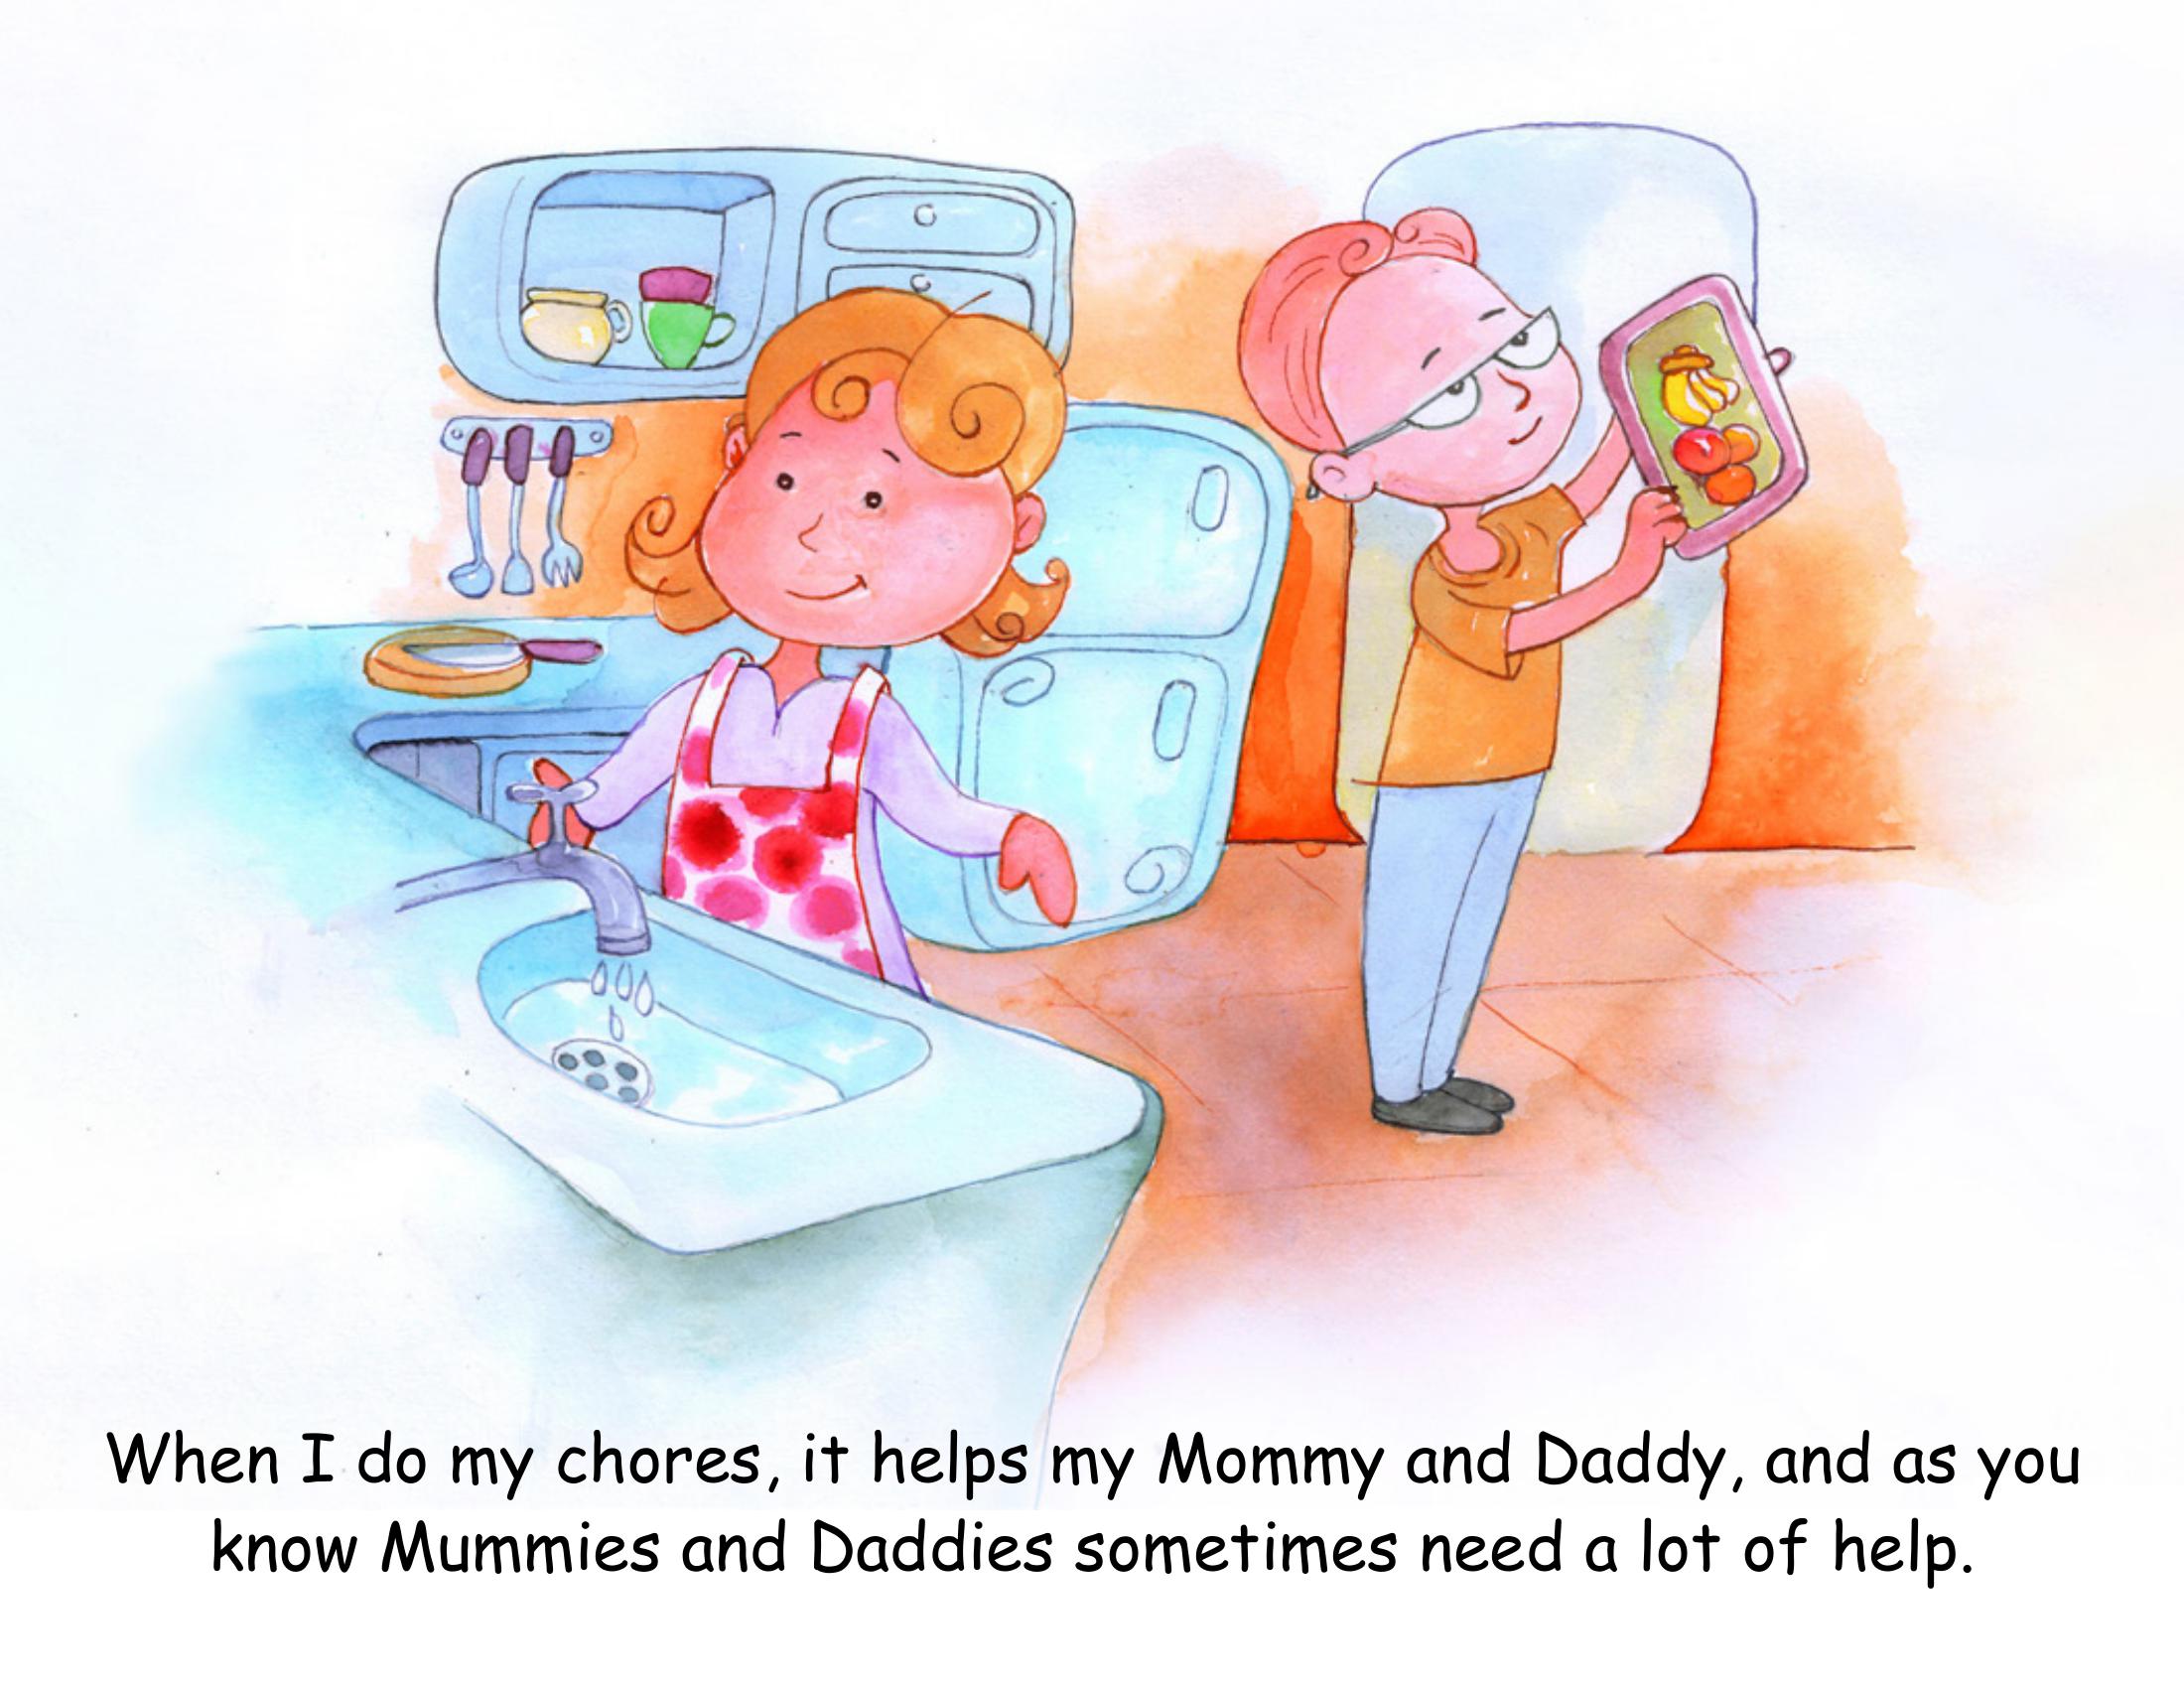 When I do my chores, it helps my Mommy and Daddy, and as you
know Mummies and Daddies sometimes need a lot of help.